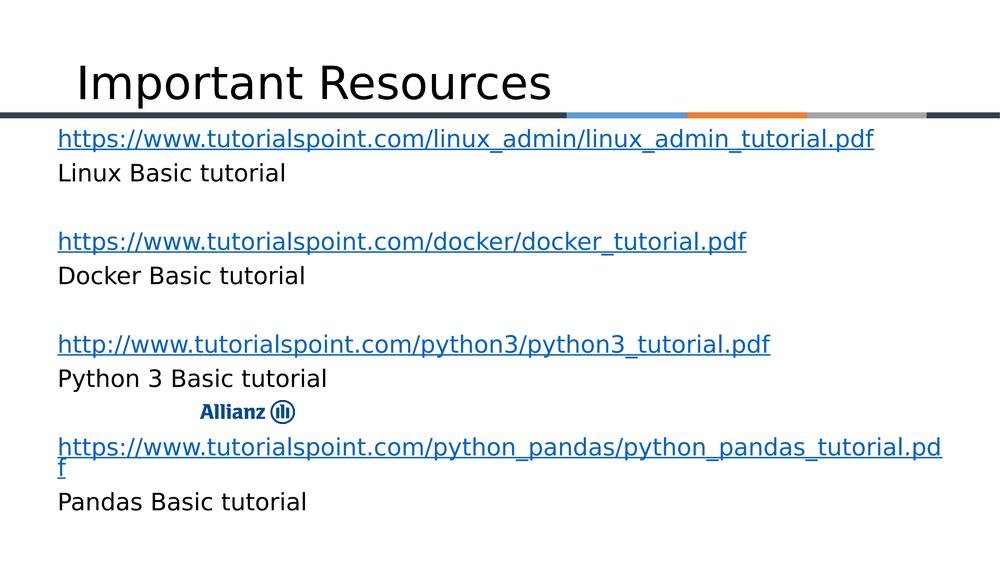 Important Resources
https://www.tutorialspoint.com/linux_admin/linux_admin_tutorial.pdf
Linux Basic tutorial
https://www.tutorialspoint.com/docker/docker_tutorial.pdf
Docker Basic tutorial
http://www.tutorialspoint.com/python3/python3_tutorial.pdf
Python 3 Basic tutorial
Allianz
https://www.tutorialspoint.com/python_pandas/python_pandas_tutorial.pd
f
Pandas Basic tutorial